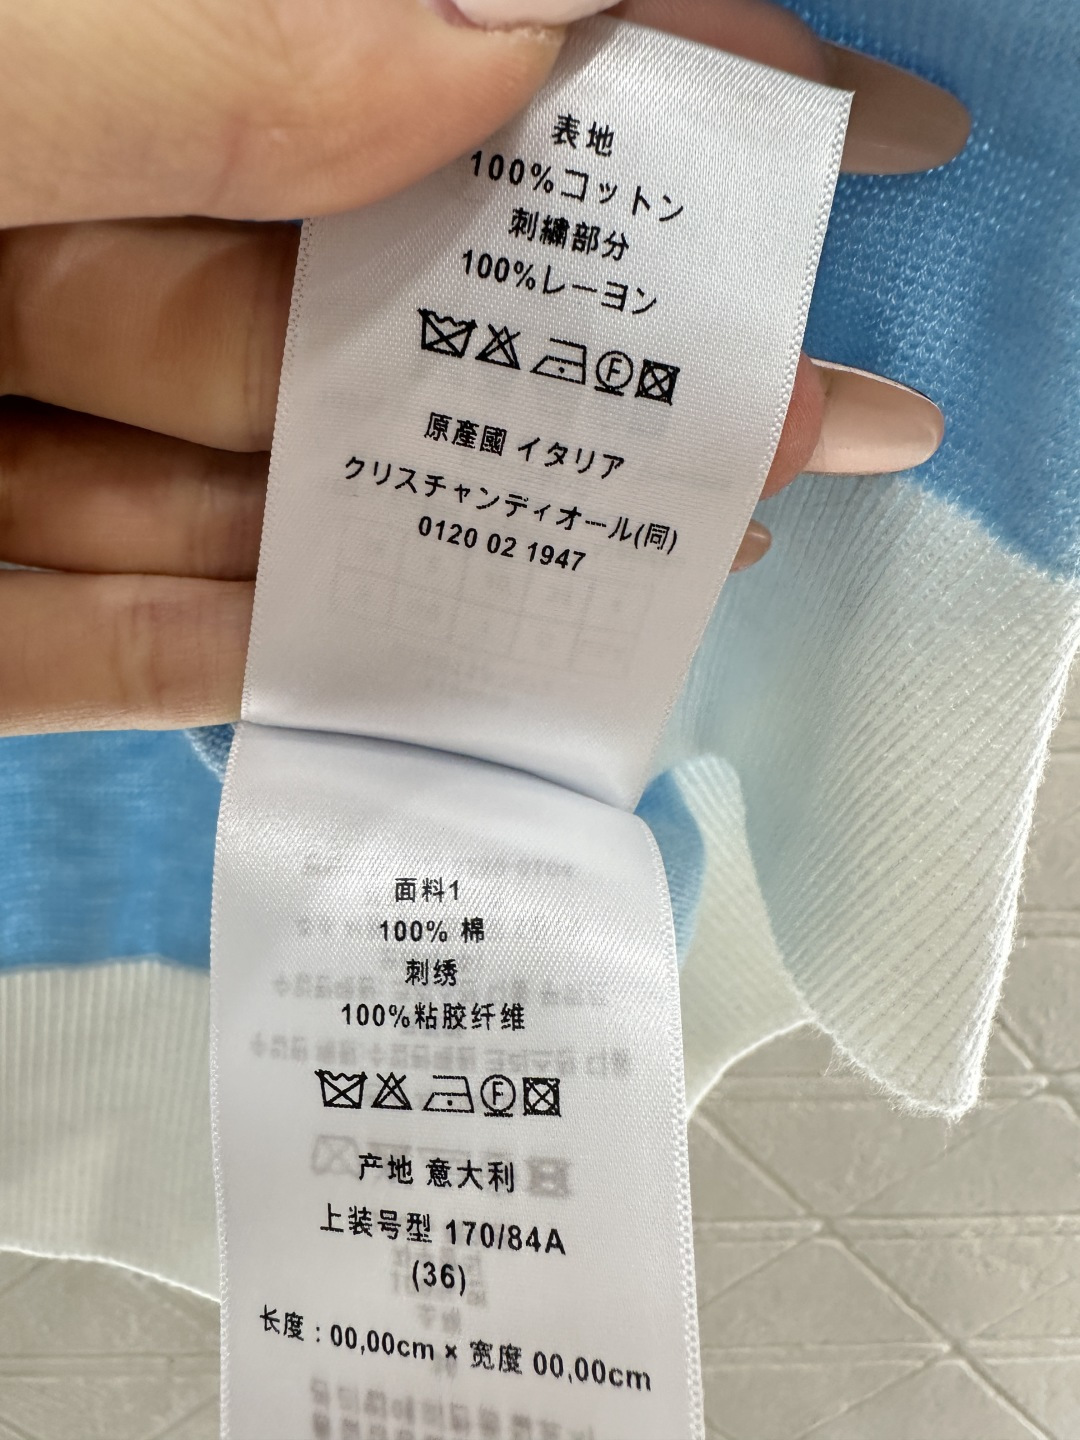 表地
100%コットン
刺繍部分
100%レーヨン
F
原產國 イタリア
クリスチャンディオール(同)
0120 02 1947
面料1
100% 棉
刺绣
100%粘胶纤维
F
产地 意大利
上装号型 170/84A
(36)
长度：00,00cm × 宽度 00,00cm